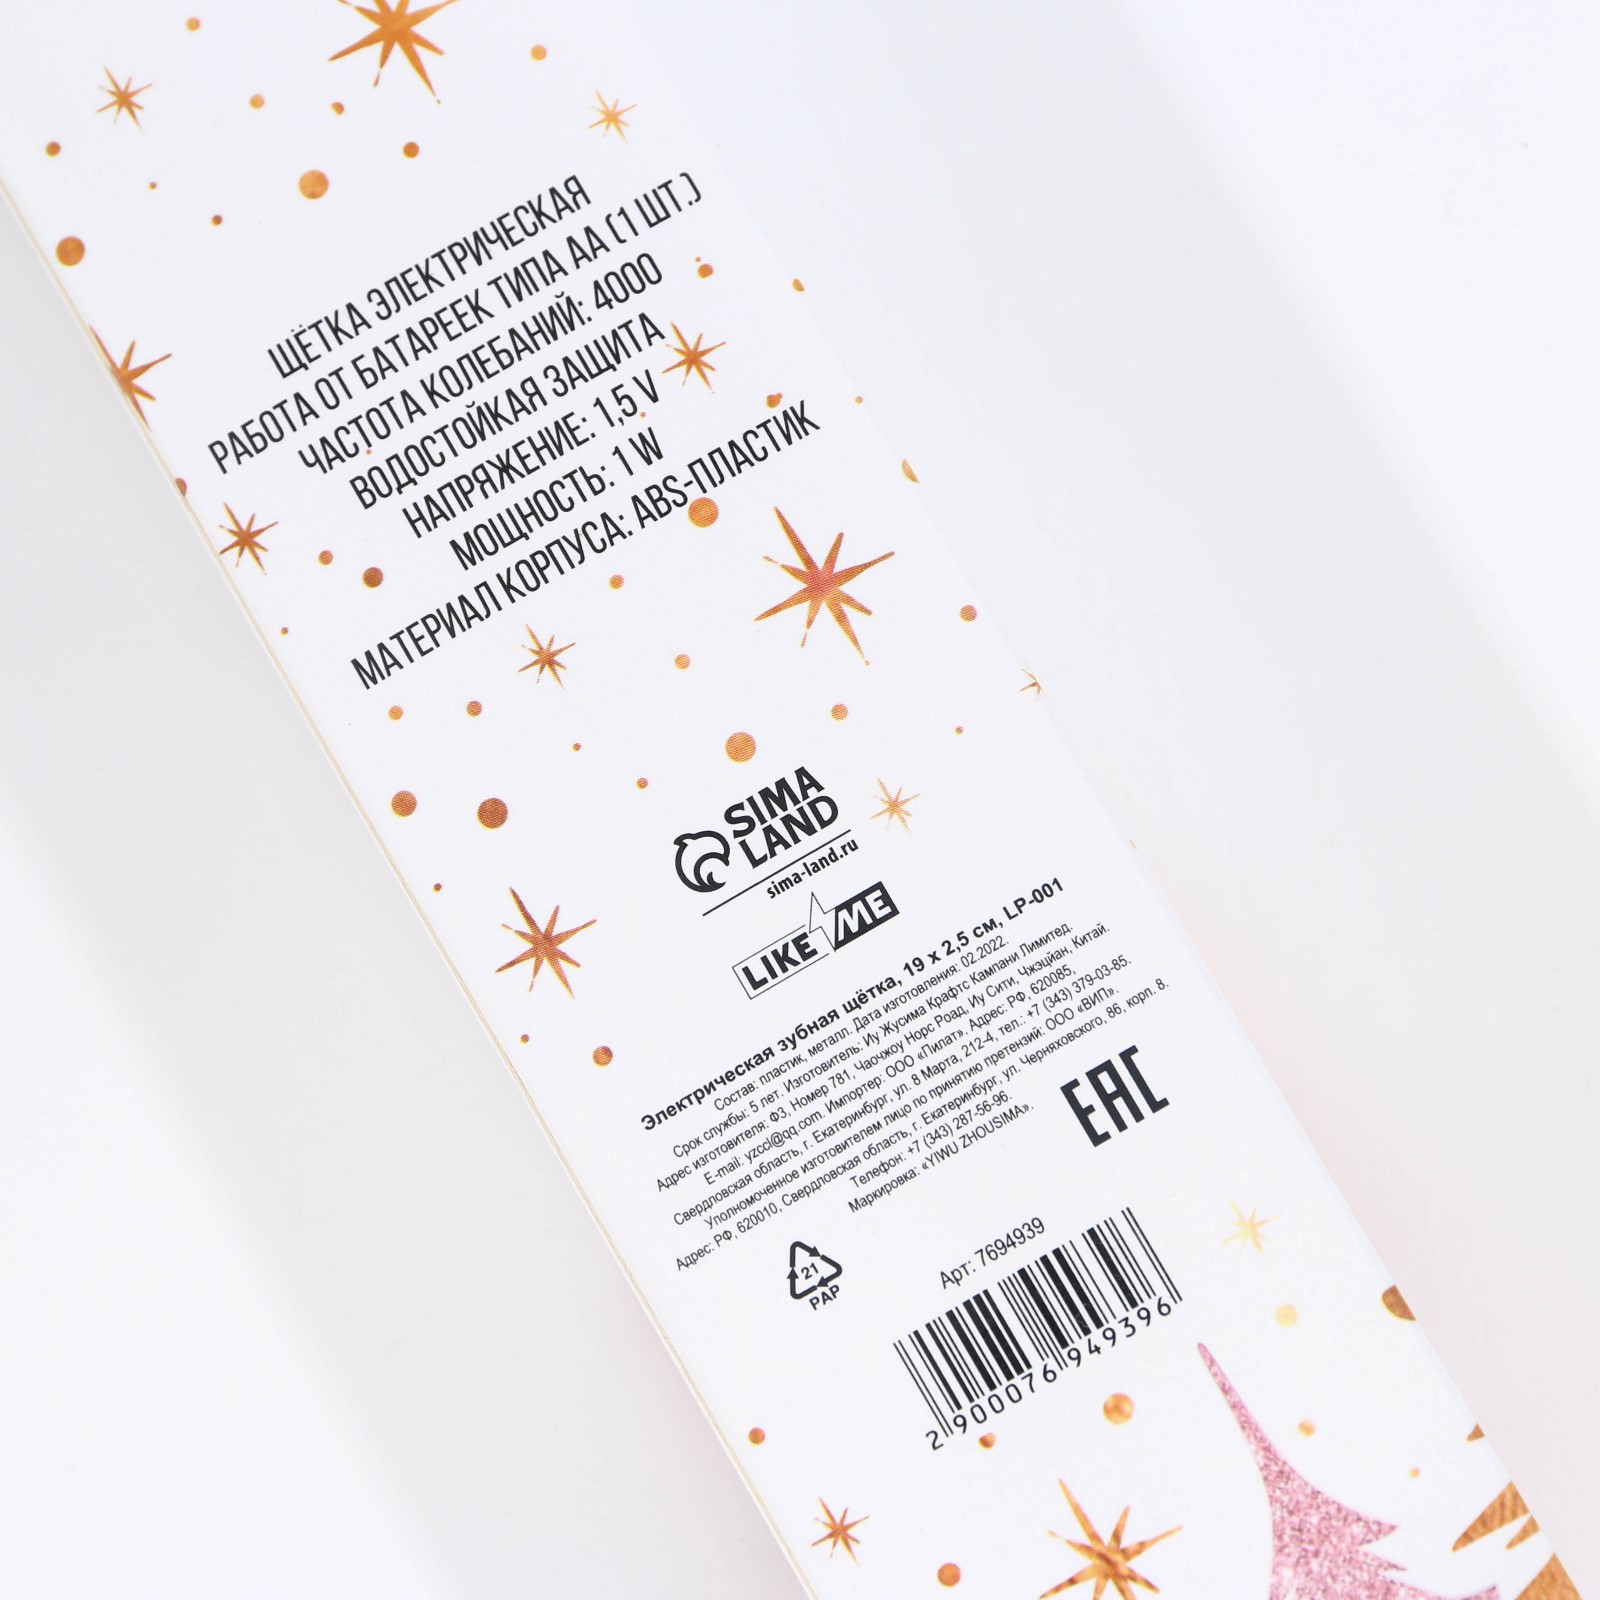 ЩЁТКА ЭЛЕКТРИЧЕСКАЯ
РАБОТА ОТ БАТАРЕЕК ТИПА АА (1 ШТ.)
ЧАСТОТА КОЛЕБАНИЙ: 4000
ВОДОСТОЙКАЯ ЗАЩИТА
НАПРЯЖЕНИЕ: 1,5 V
МОЩНОСТЬ: 1 W
МАТЕРИАЛ КОРПУСА: ABS-ПЛАСТИК
SIMA
LAND
sima-land.ru
LIKE ME
Электрическая зубная щётка, 19 х 2,5 см, LP-001
Состав: пластик, металл. Дата изготовления: 02.2022.
Срок службы: 5 лет. Изготовитель: Иу Жусима Крафтс Кампани Лимитед.
Адрес изготовителя: Ф3, Номер 781, Чаочжоу Норс Роад, Иу Сити, Чжэцйан, Китай.
E-mail: yzccl@qq.com. Импортер: ООО «Пилат». Адрес: РФ, 620085,
Свердловская область, г. Екатеринбург, ул. 8 Марта, 212-4, тел.: +7 (343) 379-03-85.
Уполномоченное изготовителем лицо по принятию претензий: ООО «ВИП».
Адрес: РФ, 620010, Свердловская область, г. Екатеринбург, ул. Черняховского, 86, корп. 8.
Телефон: +7 (343) 287-56-96.
Маркировка: «YIWU ZHOUSIMA».
EAC
21
PAP
Арт: 7694939
2900076949396